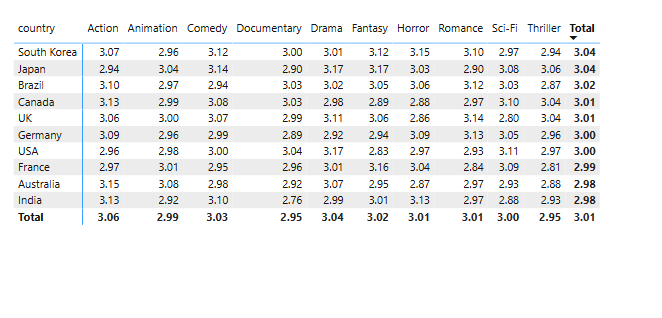 country Action Animation Comedy Documentary Drama Fantasy Horror Romance Sci-Fi Thriller Total
South Korea 3.07 2.96 3.12 3.00 3.01 3.12 3.15 3.10 2.97 2.94 3.04
Japan 2.94 3.04 3.14 2.90 3.17 3.17 3.03 2.90 3.08 3.06 3.04
Brazil 3.10 2.97 2.94 3.03 3.02 3.05 3.06 3.12 3.03 2.87 3.02
Canada 3.13 2.99 3.08 3.03 2.98 2.89 2.88 2.97 3.10 3.04 3.01
UK 3.06 3.00 3.07 2.99 3.11 3.06 2.86 3.14 2.80 3.04 3.01
Germany 3.09 2.96 2.99 2.89 2.92 2.94 3.09 3.13 3.05 2.96 3.00
USA 2.96 2.98 3.00 3.04 3.17 2.83 2.97 2.93 3.11 2.97 3.00
France 2.97 3.01 2.95 2.96 3.01 3.16 3.04 2.84 3.09 2.81 2.99
Australia 3.15 3.08 2.98 2.92 3.07 2.95 2.87 2.97 2.93 2.88 2.98
India 3.13 2.92 3.10 2.76 2.99 3.01 3.13 2.97 2.88 2.93 2.98
Total 3.06 2.99 3.03 2.95 3.04 3.02 3.01 3.01 3.00 2.95 3.01